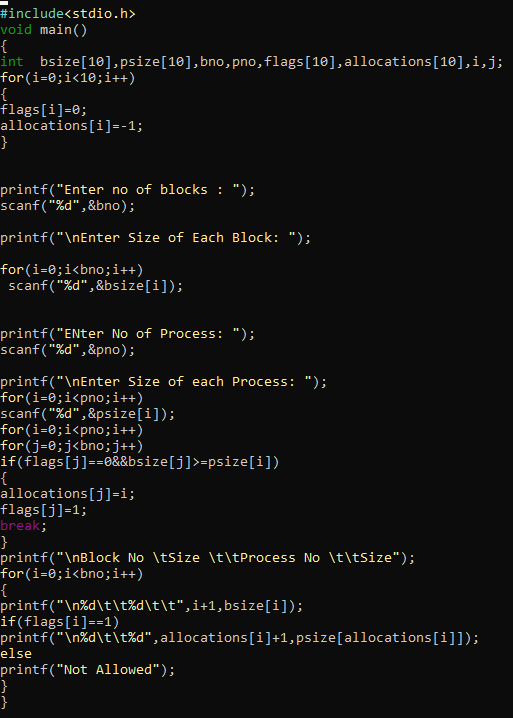 #include<stdio.h>
void main()
{
int  bsize[10],psize[10],bno,pno,flags[10],allocations[10],i,j;
for(i=0;i<10;i++)
{
flags[i]=0;
allocations[i]=-1;
}
printf("Enter no of blocks : ");
scanf("%d",&bno);
printf("\nEnter Size of Each Block: ");
for(i=0;i<bno;i++)
 scanf("%d",&bsize[i]);
printf("ENter No of Process: ");
scanf("%d",&pno);
printf("\nEnter Size of each Process: ");
for(i=0;i<pno;i++)
scanf("%d",&psize[i]);
for(i=0;i<pno;i++)
for(j=0;j<bno;j++)
if(flags[j]==0&&bsize[j]>=psize[i])
{
allocations[j]=i;
flags[j]=1;
break;
}
printf("\nBlock No \tSize \t\tProcess No \t\tSize");
for(i=0;i<bno;i++)
{
printf("\n%d\t\t%d\t\t",i+1,bsize[i]);
if(flags[i]==1)
printf("\n%d\t\t%d",allocations[i]+1,psize[allocations[i]]);
else
printf("Not Allowed");
}
}